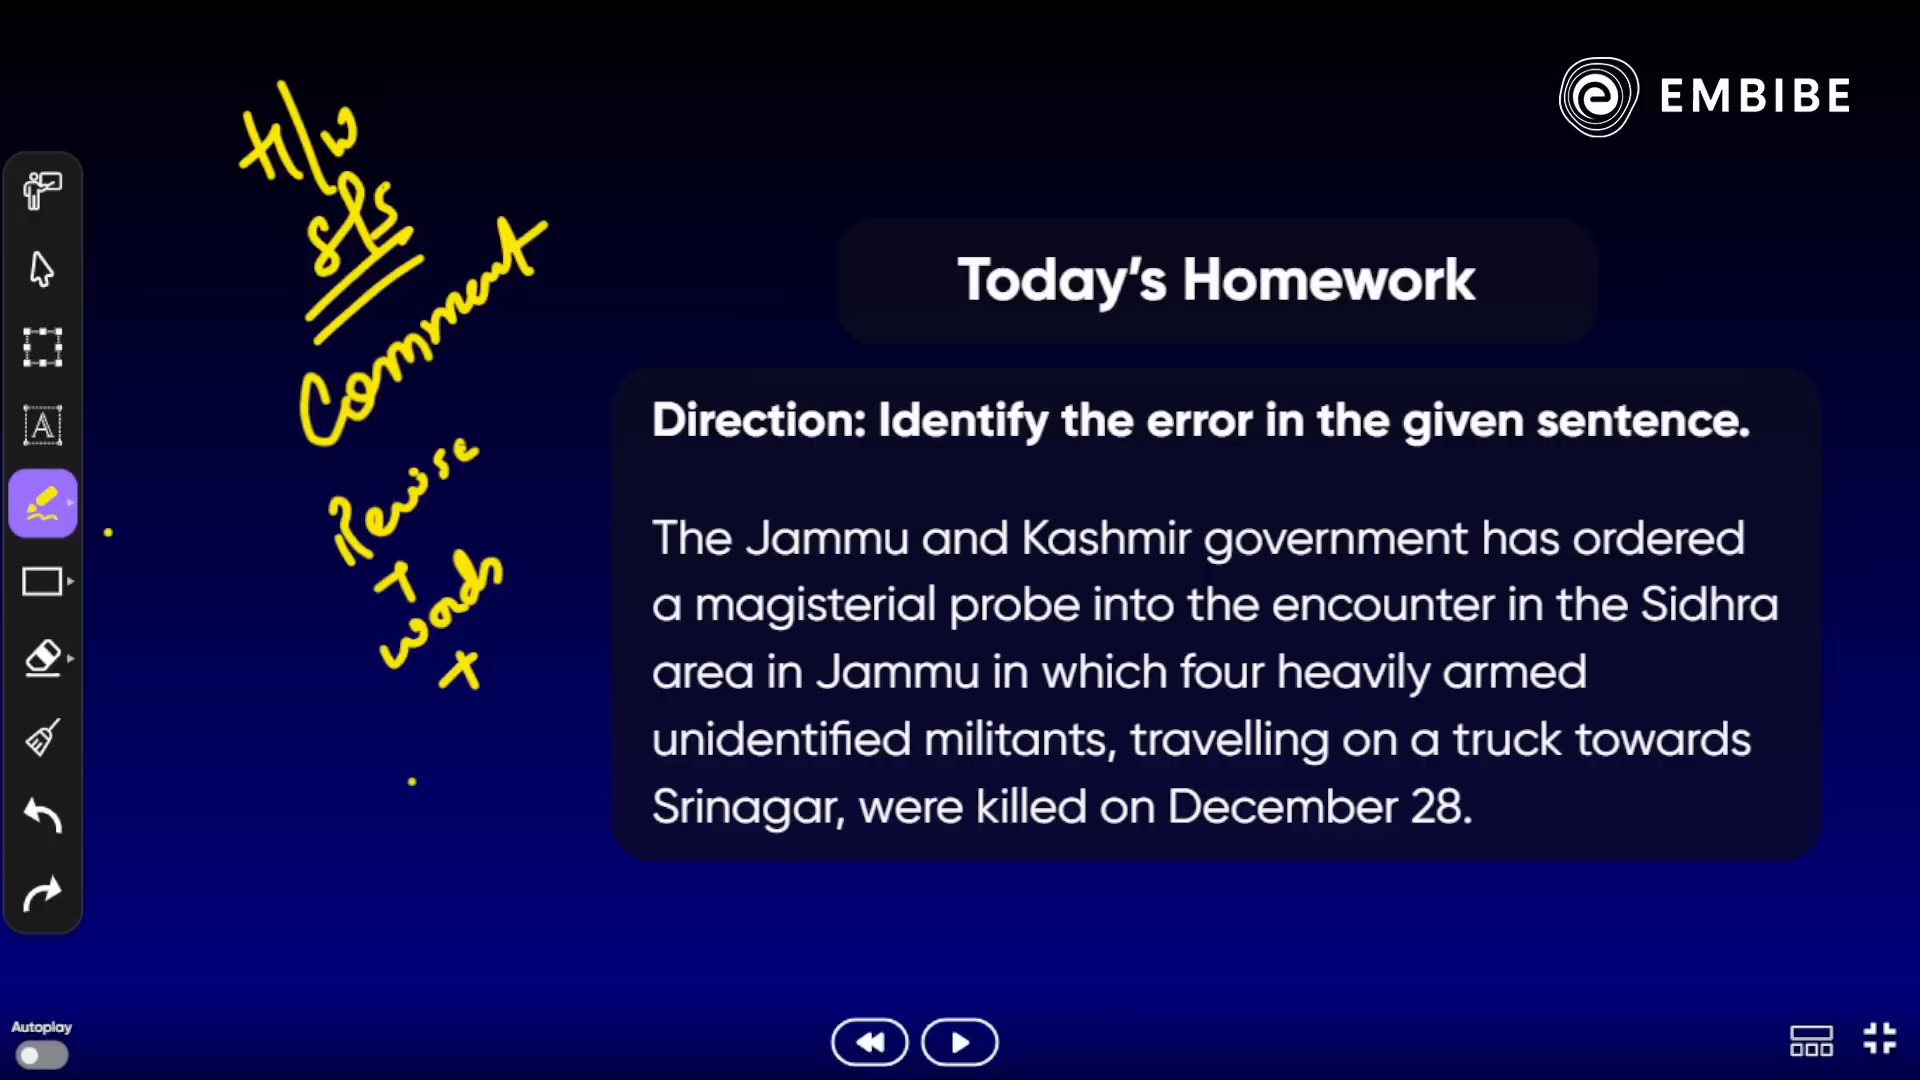 EMBIBE
H/w
Comment
Revise
words
Today's Homework
Direction: Identify the error in the given sentence.
The Jammu and Kashmir government has ordered
a magisterial probe into the encounter in the Sidhra
area in Jammu in which four heavily armed
unidentified militants, travelling on a truck towards
Srinagar, were killed on December 28.
Autoplay